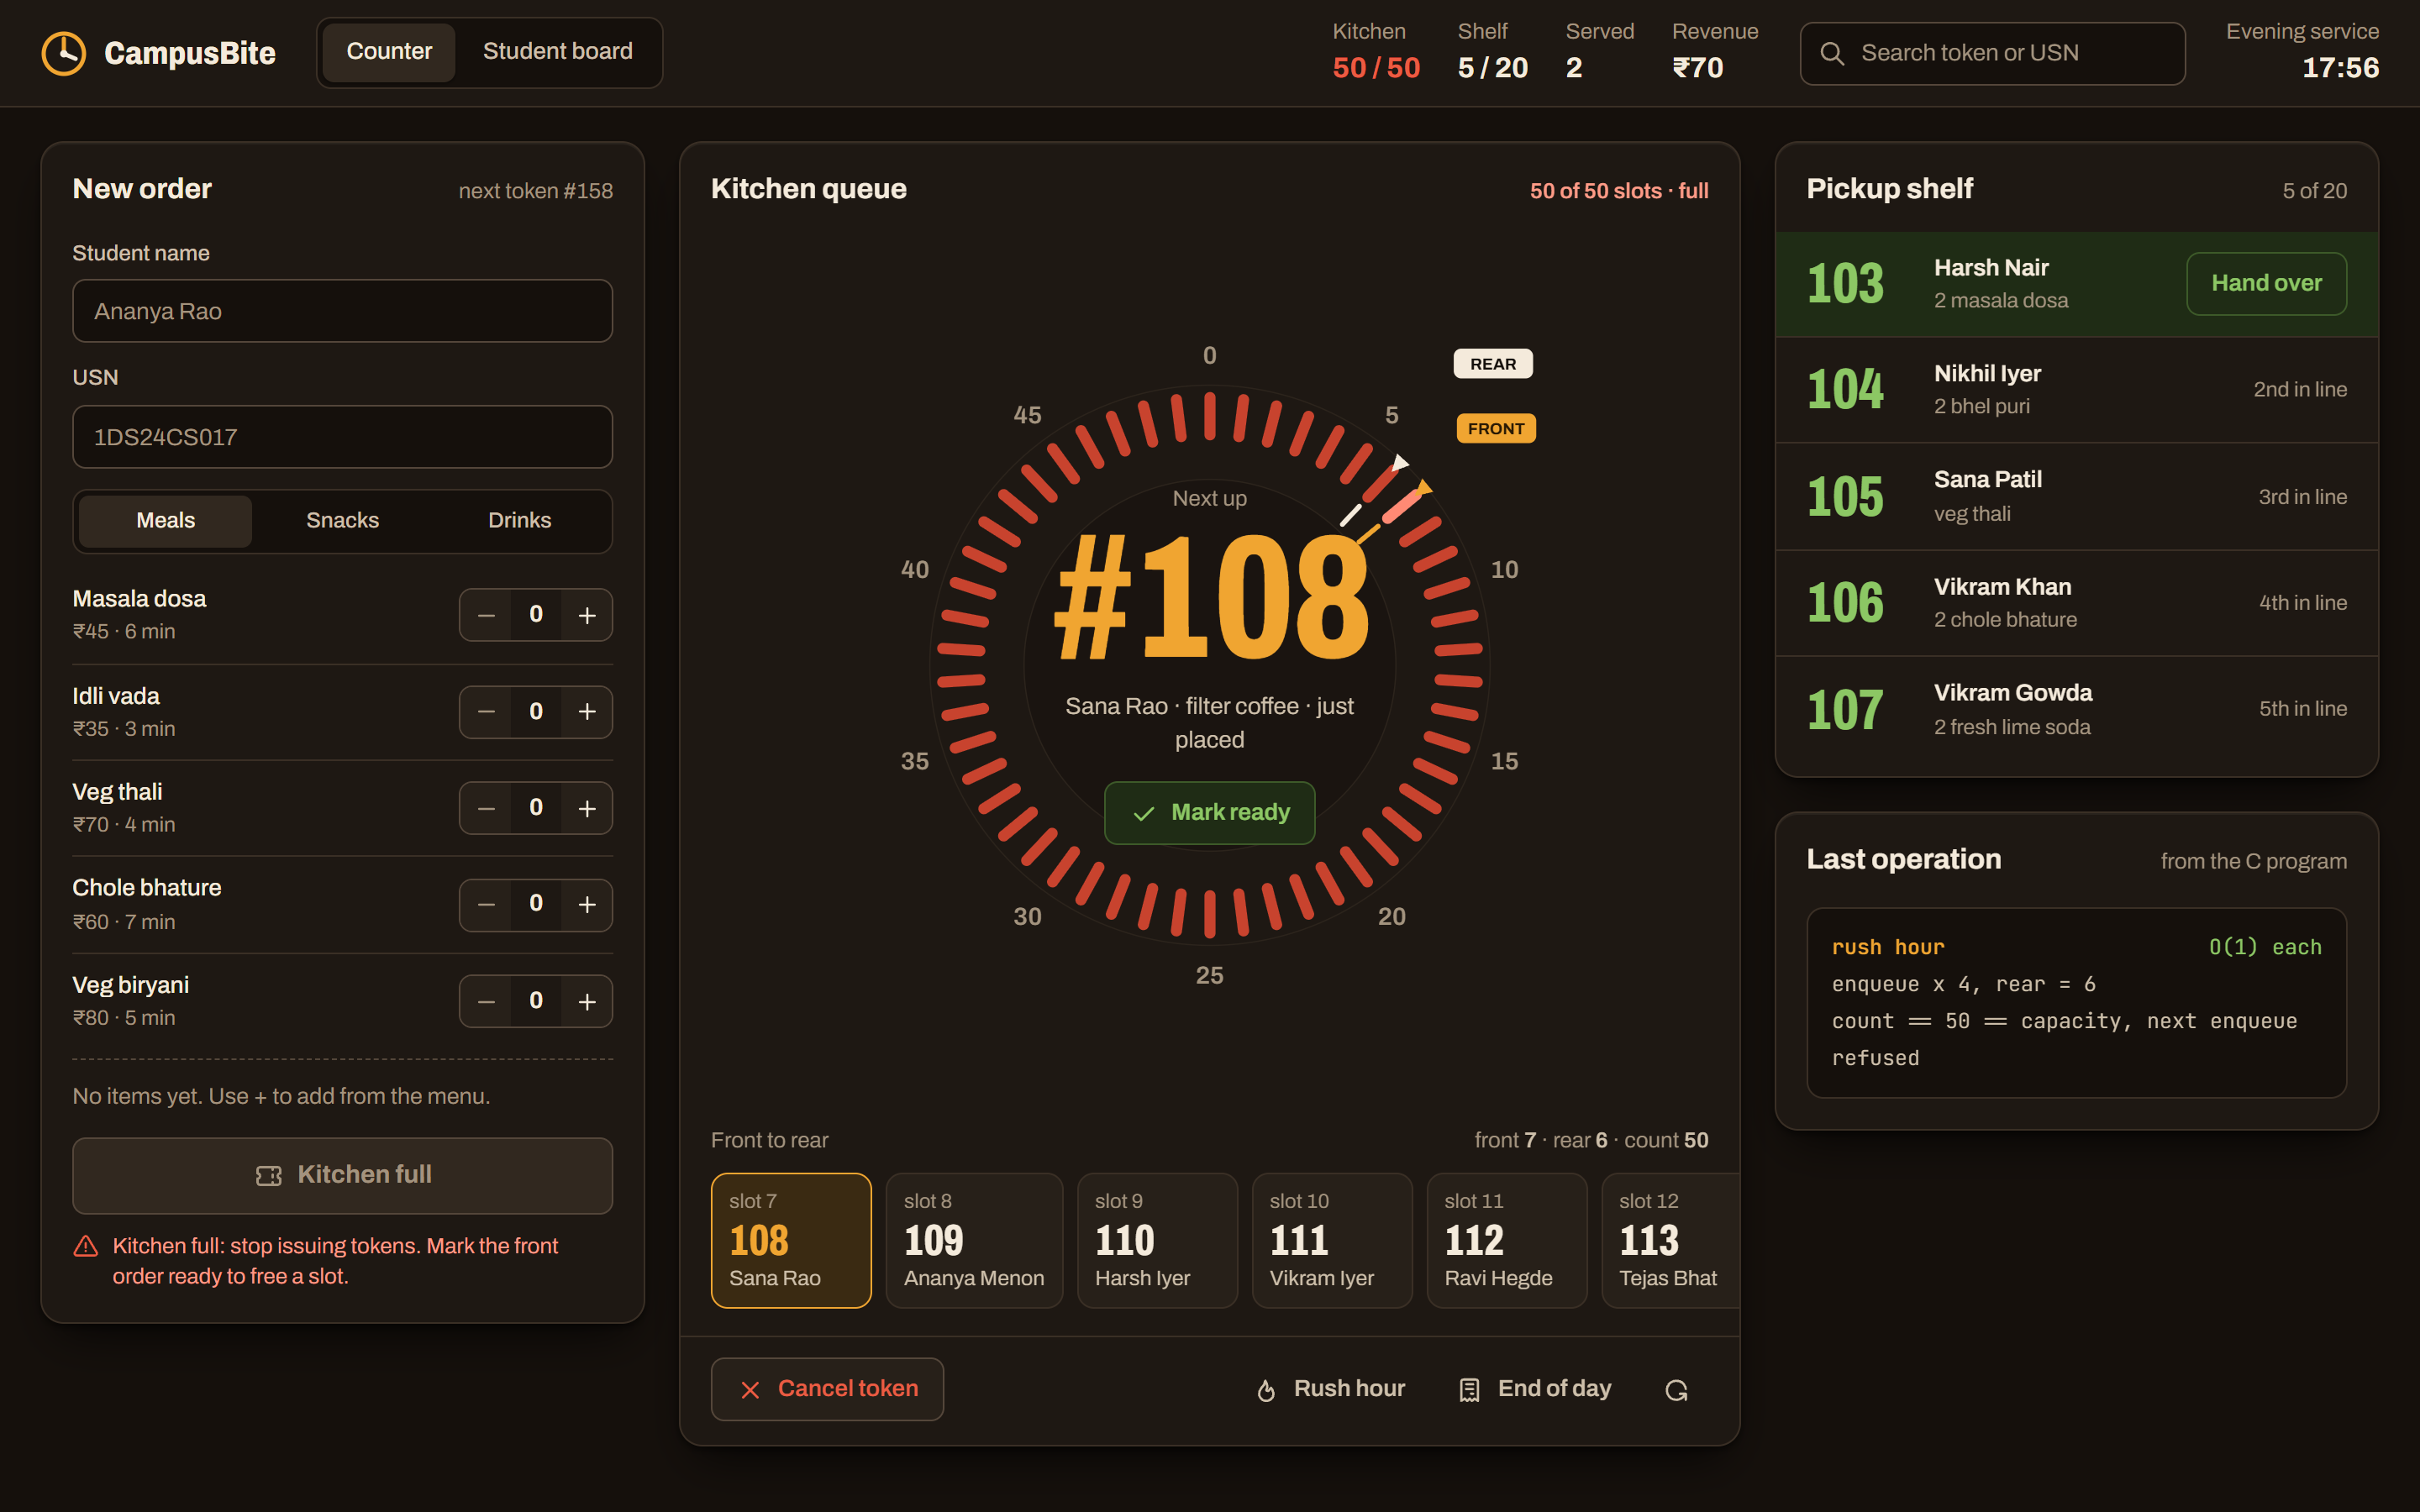 CampusBite
Counter
Student board
Kitchen
50 / 50
Shelf
5 / 20
Served
2
Revenue
₹70
Search token or USN
Evening service
17:56
New order
next token #158
Student name
Ananya Rao
USN
1DS24CS017
Meals
Snacks
Drinks
Masala dosa
₹45 · 6 min
− 0 +
Idli vada
₹35 · 3 min
− 0 +
Veg thali
₹70 · 4 min
− 0 +
Chole bhature
₹60 · 7 min
− 0 +
Veg biryani
₹80 · 5 min
− 0 +
No items yet. Use + to add from the menu.
Kitchen full
Kitchen full: stop issuing tokens. Mark the front
order ready to free a slot.
Kitchen queue
50 of 50 slots · full
0
5
10
15
20
25
30
35
40
45
REAR
FRONT
Next up
#108
Sana Rao · filter coffee · just
placed
Mark ready
Front to rear
front 7 · rear 6 · count 50
slot 7
108
Sana Rao
slot 8
109
Ananya Menon
slot 9
110
Harsh Iyer
slot 10
111
Vikram Iyer
slot 11
112
Ravi Hegde
slot 12
113
Tejas Bhat
Cancel token
Rush hour
End of day
Pickup shelf
5 of 20
103
Harsh Nair
2 masala dosa
Hand over
104
Nikhil Iyer
2 bhel puri
2nd in line
105
Sana Patil
veg thali
3rd in line
106
Vikram Khan
2 chole bhature
4th in line
107
Vikram Gowda
2 fresh lime soda
5th in line
Last operation
from the C program
rush hour
O(1) each
enqueue x 4, rear = 6
count == 50 == capacity, next enqueue
refused